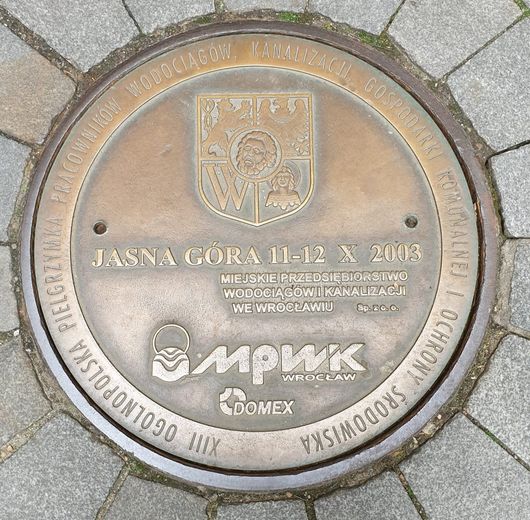 XIII OGÓLNOPOLSKA PIELGRZYMKA PRACOWNIKÓW WODOCIĄGÓW, KANALIZACJI, GOSPODARKI KOMUNALNEJ I OCHRONY ŚRODOWISKA
W
JASNA GÓRA 11-12 X 2003
MIEJSKIE PRZEDSIĘBIORSTWO
WODOCIĄGÓW I KANALIZACJI
WE WROCŁAWIU Sp. z o. o.
MPWiK
WROCŁAW
DOMEX